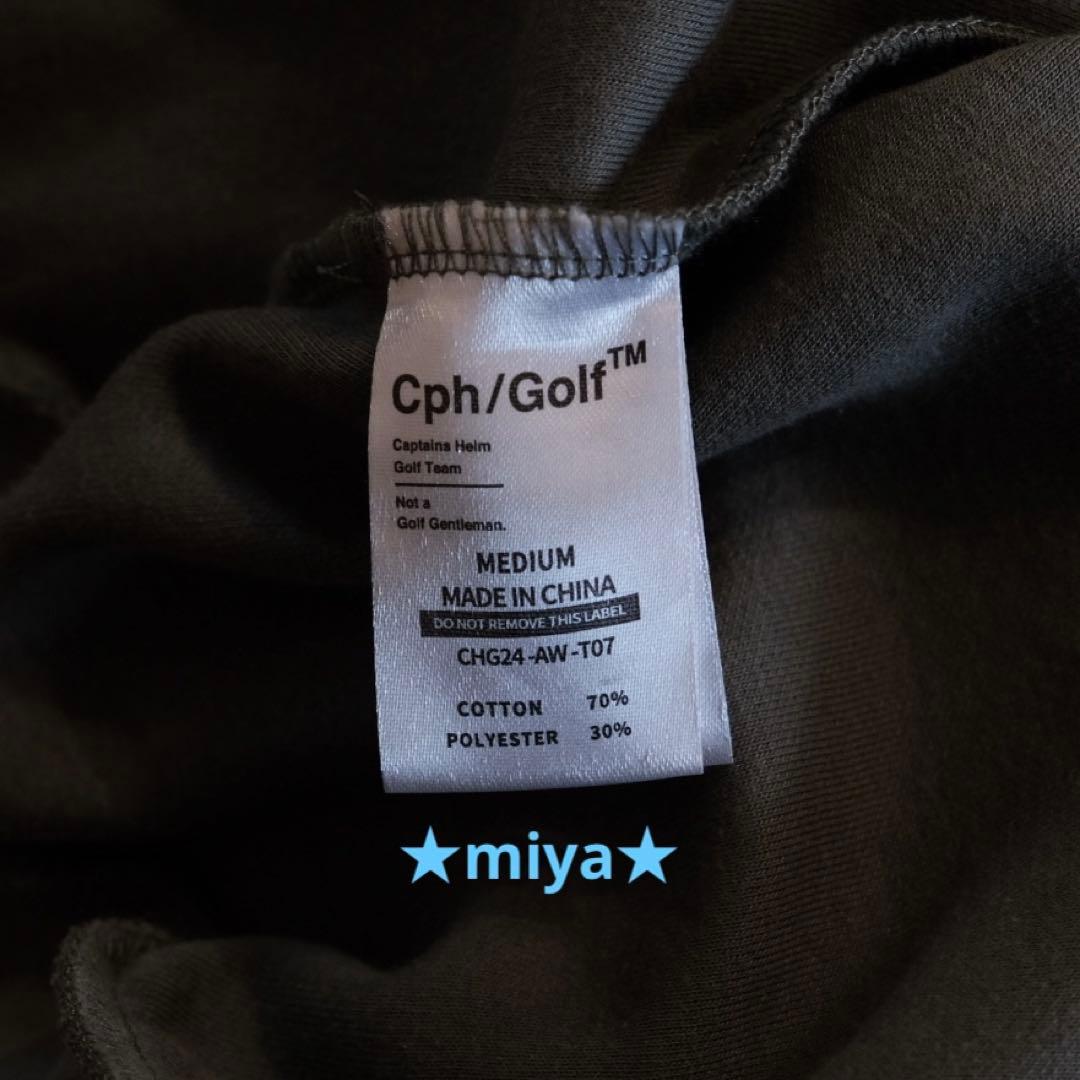 Cph/Golf™
Captains Helm
Golf Team
Not a
Golf Gentleman.
MEDIUM
MADE IN CHINA
DO NOT REMOVE THIS LABEL
CHG24-AW-T07
COTTON 70%
POLYESTER 30%
★miya★